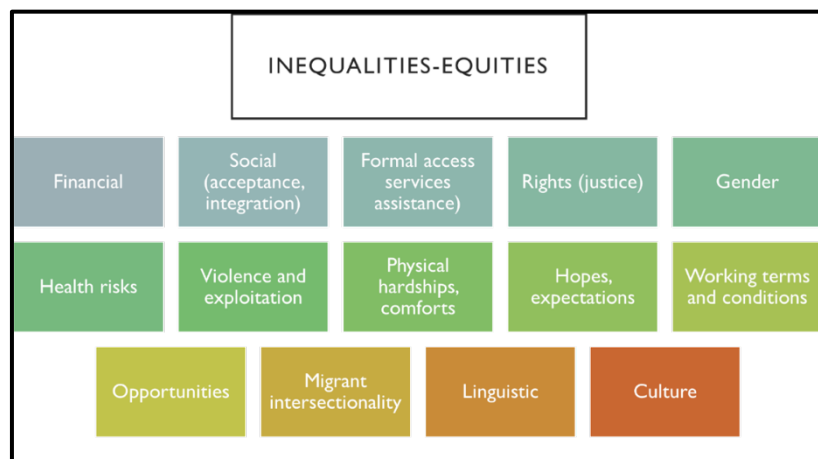 INEQUALITIES-EQUITIES
Financial
Social
(acceptance,
integration)
Formal access
services
assistance)
Rights (justice)
Gender
Health risks
Violence and
exploitation
Physical
hardships,
comforts
Hopes,
expectations
Working terms
and conditions
Opportunities
Migrant
intersectionality
Linguistic
Culture